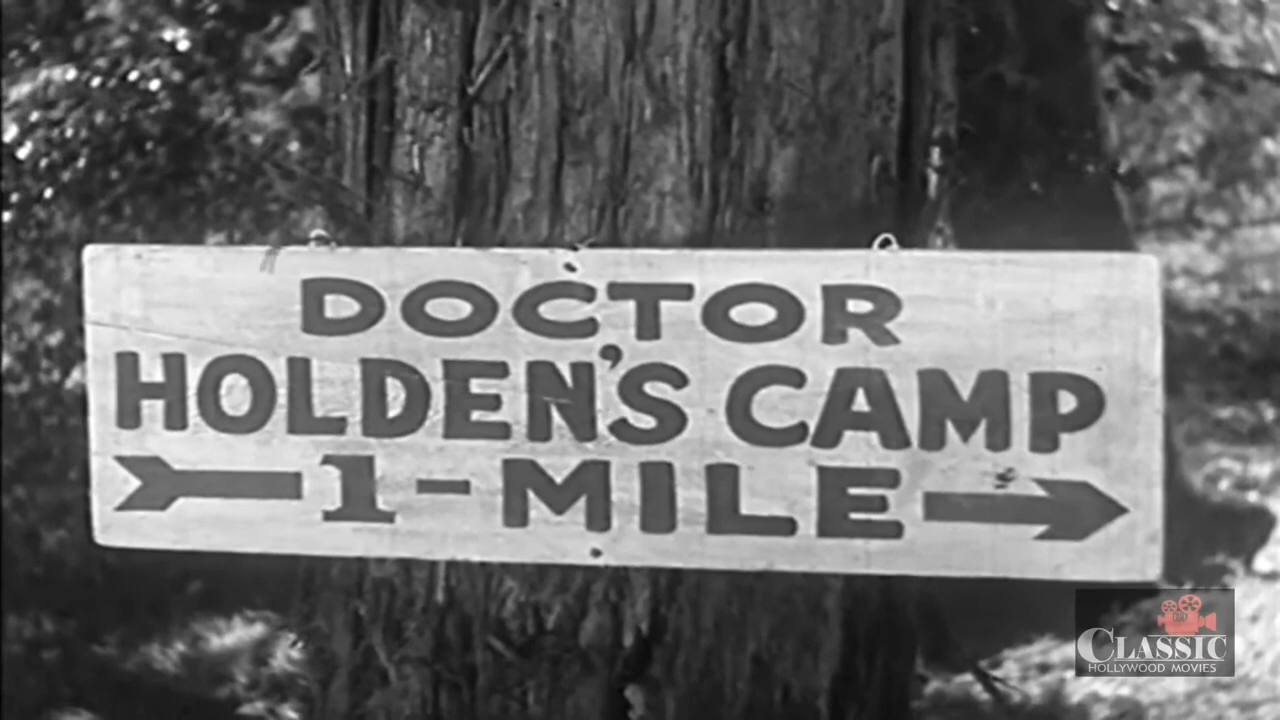 DOCTOR
HOLDEN'S CAMP
1-MILE
CLASSIC
HOLLYWOOD MOVIES